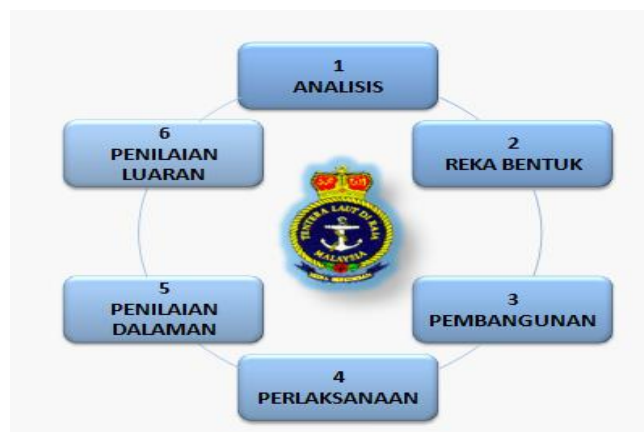 1
ANALISIS
2
REKA BENTUK
3
PEMBANGUNAN
4
PERLAKSANAAN
5
PENILAIAN
DALAMAN
6
PENILAIAN
LUARAN
TENTERA LAUT DI RAJA
MALAYSIA